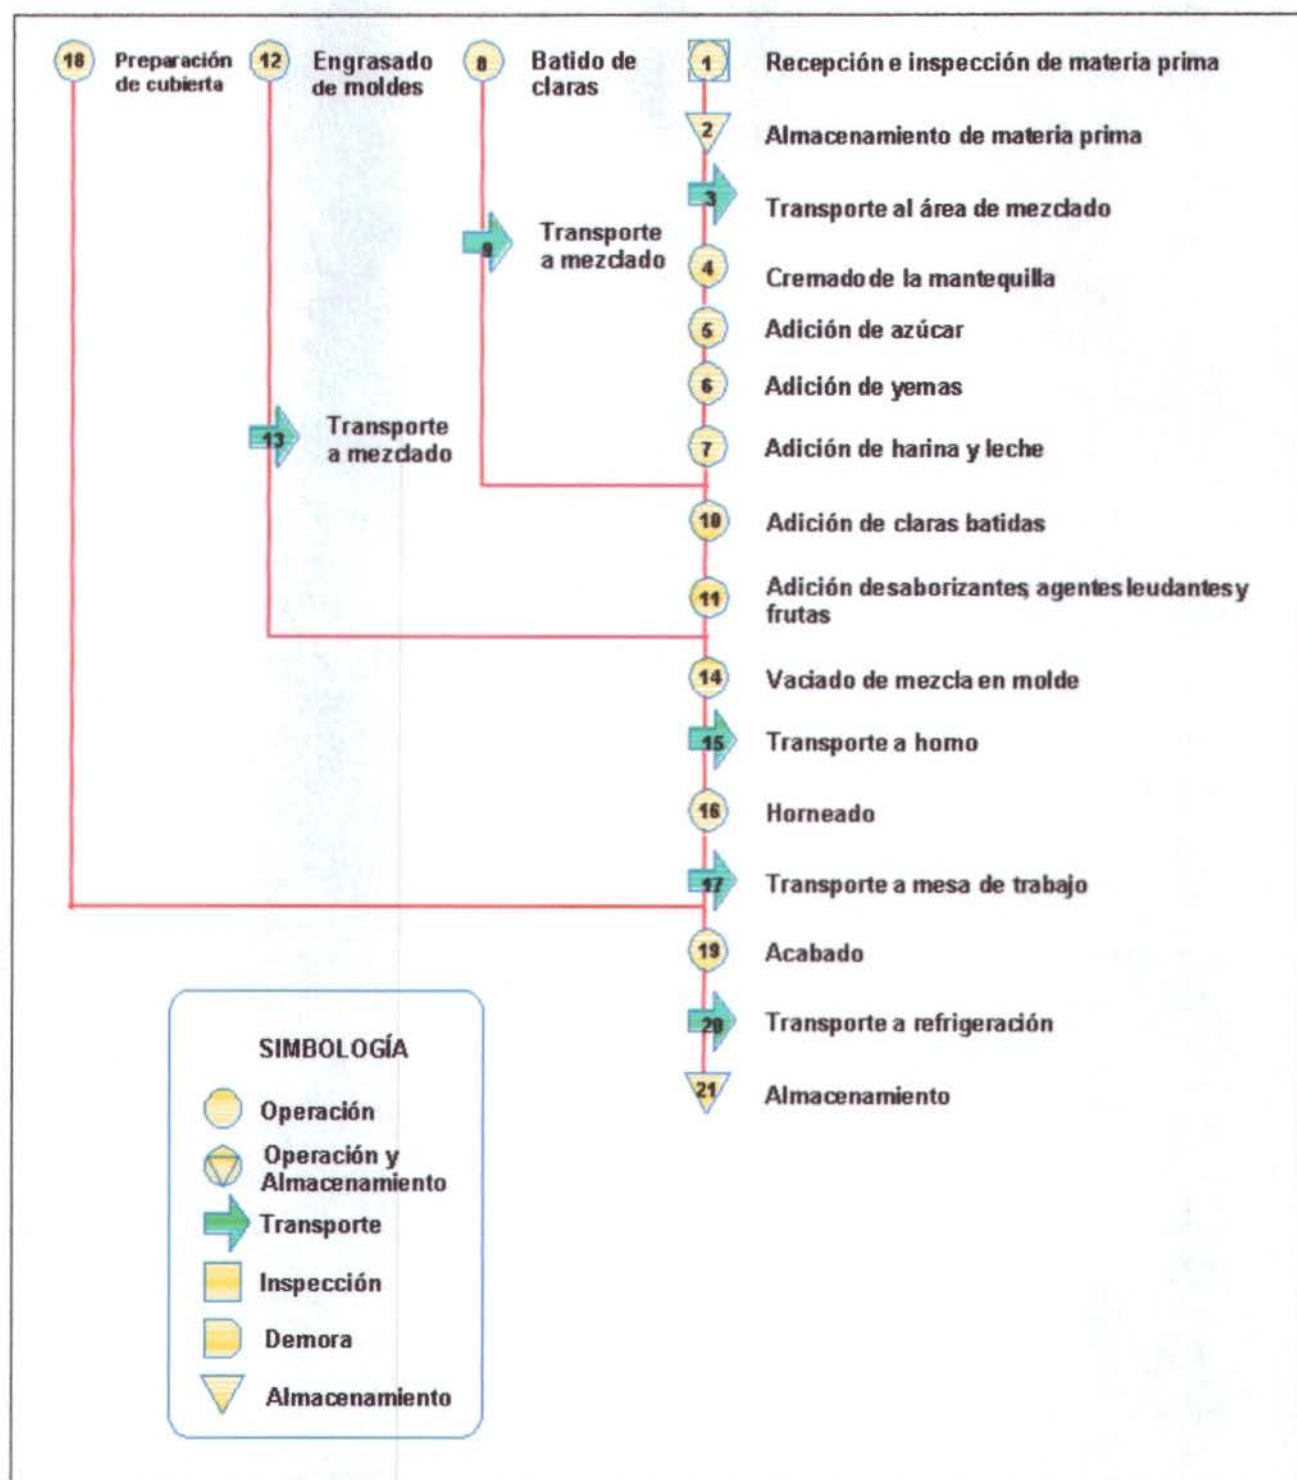 18
Preparación
de cubierta
12
Engrasado
de moldes
8
Batido de
claras
1
Recepción e inspección de materia prima
2
Almacenamiento de materia prima
3
Transporte al área de mezclado
9
Transporte
a mezclado
4
Cremado de la mantequilla
5
Adición de azúcar
6
Adición de yemas
13
Transporte
a mezclado
7
Adición de harina y leche
10
Adición de claras batidas
11
Adición desaborizantes, agentes leudantes y
frutas
14
Vaciado de mezcla en molde
15
Transporte a horno
16
Horneado
17
Transporte a mesa de trabajo
19
Acabado
20
Transporte a refrigeración
21
Almacenamiento
SIMBOLOGÍA
Operación
Operación y
Almacenamiento
Transporte
Inspección
Demora
Almacenamiento